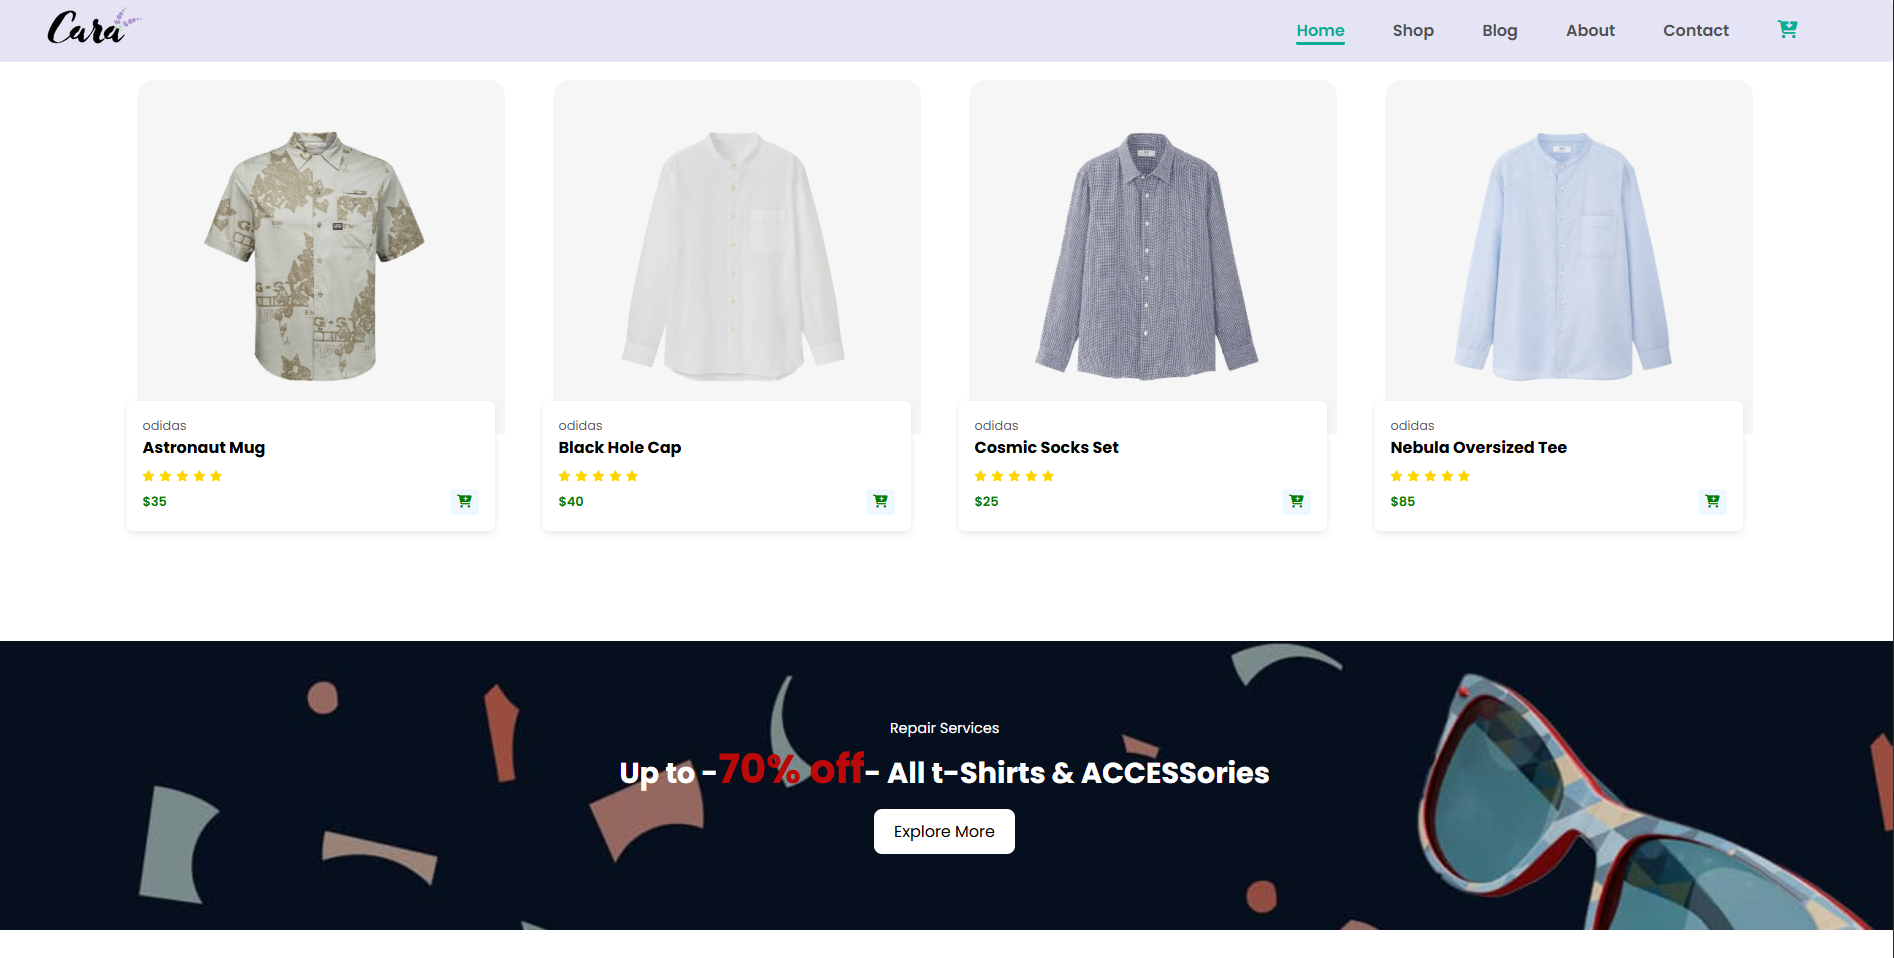 Cara
Home Shop Blog About Contact
odidas
Astronaut Mug
$35
odidas
Black Hole Cap
$40
odidas
Cosmic Socks Set
$25
odidas
Nebula Oversized Tee
$85
Repair Services
Up to -70% off- All t-Shirts & ACCESSories
Explore More